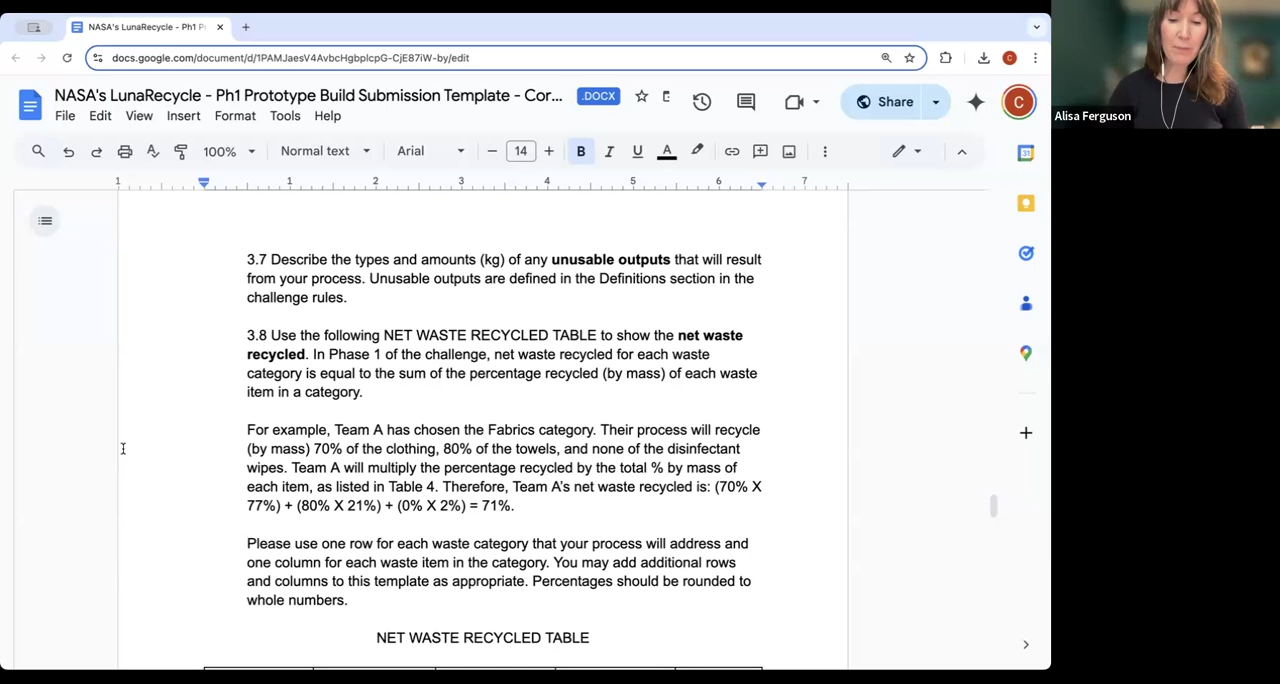 NASA's LunaRecycle - Ph1 P
docs.google.com/document/d/1PAMJaesV4AvbcHgbplcpG-CjE87iW-by/edit
NASA's LunaRecycle - Ph1 Prototype Build Submission Template - Cor... .DOCX
Share
C
File Edit View Insert Format Tools Help
100% Normal text Arial 14 B I U A
1 1 2 3 4 5 6 7
3.7 Describe the types and amounts (kg) of any unusable outputs that will result
from your process. Unusable outputs are defined in the Definitions section in the
challenge rules.
3.8 Use the following NET WASTE RECYCLED TABLE to show the net waste
recycled. In Phase 1 of the challenge, net waste recycled for each waste
category is equal to the sum of the percentage recycled (by mass) of each waste
item in a category.
For example, Team A has chosen the Fabrics category. Their process will recycle
(by mass) 70% of the clothing, 80% of the towels, and none of the disinfectant
wipes. Team A will multiply the percentage recycled by the total % by mass of
each item, as listed in Table 4. Therefore, Team A's net waste recycled is: (70% X
77%) + (80% X 21%) + (0% X 2%) = 71%.
Please use one row for each waste category that your process will address and
one column for each waste item in the category. You may add additional rows
and columns to this template as appropriate. Percentages should be rounded to
whole numbers.
NET WASTE RECYCLED TABLE
Alisa Ferguson
31